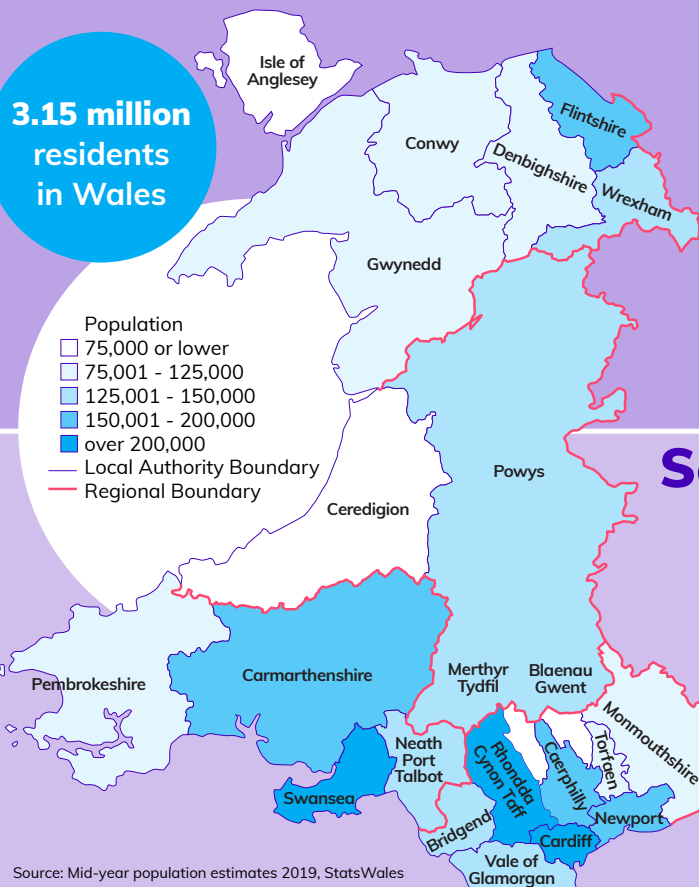 3.15 million
residents
in Wales
Isle of
Anglesey
Conwy
Denbighshire
Flintshire
Wrexham
Gwynedd
Population
75,000 or lower
75,001 - 125,000
125,001 - 150,000
150,001 - 200,000
over 200,000
Local Authority Boundary
Regional Boundary
Powys
Ceredigion
Pembrokeshire
Carmarthenshire
Merthyr
Tydfil
Blaenau
Gwent
Monmouthshire
Neath
Port
Talbot
Rhondda
Cynon Taff
Caerphilly
Torfaen
Swansea
Bridgend
Newport
Cardiff
Vale of
Glamorgan
Source: Mid-year population estimates 2019, StatsWales